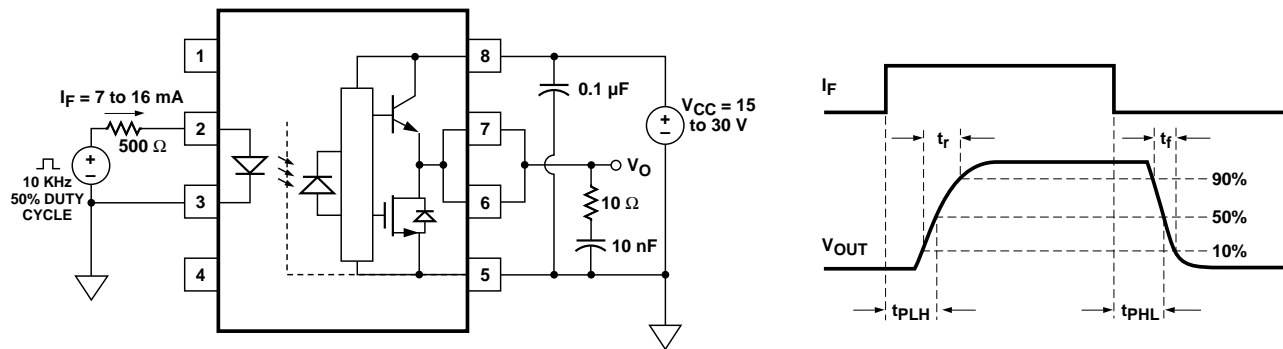 1
8
I_F = 7 to 16 mA
0.1 µF
V_CC = 15
to 30 V
2
7
500 Ω
V_O
10 KHz
50% DUTY
CYCLE
3
6
10 Ω
10 nF
4
5
I_F
t_r
t_f
90%
50%
10%
V_OUT
t_PLH
t_PHL